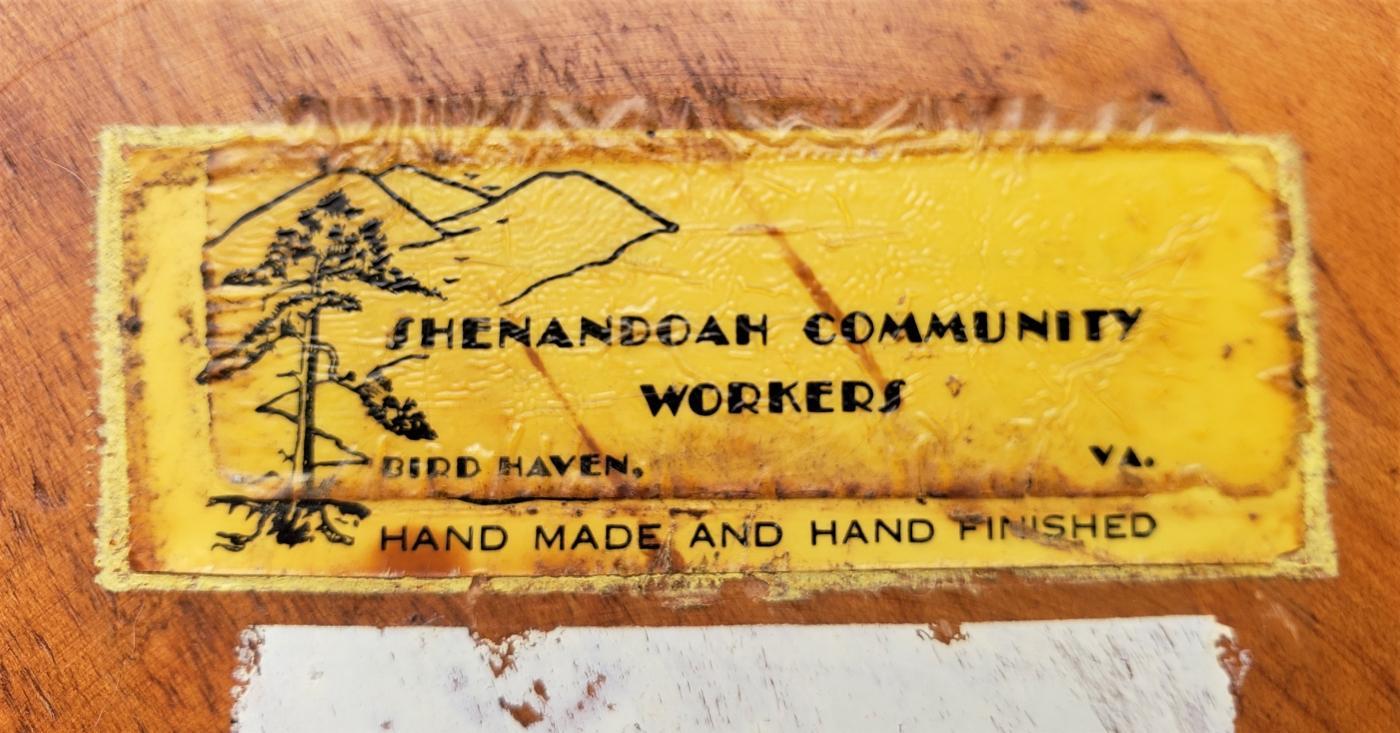 SHENANDOAH COMMUNITY
WORKERS
BIRD HAVEN, VA.
HAND MADE AND HAND FINISHED